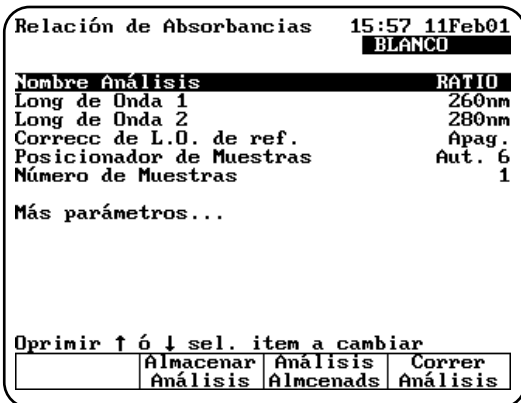 Relación de Absorbancias 15:57 11Feb01
BLANCO
Nombre Análisis RATIO
Long de Onda 1 260nm
Long de Onda 2 280nm
Correcc de L.O. de ref. Apag.
Posicionador de Muestras Aut. 6
Número de Muestras 1
Más parámetros...
Oprimir ↑ ó ↓ sel. item a cambiar
Almacenar Análisis Correr
Análisis Almcenads Análisis